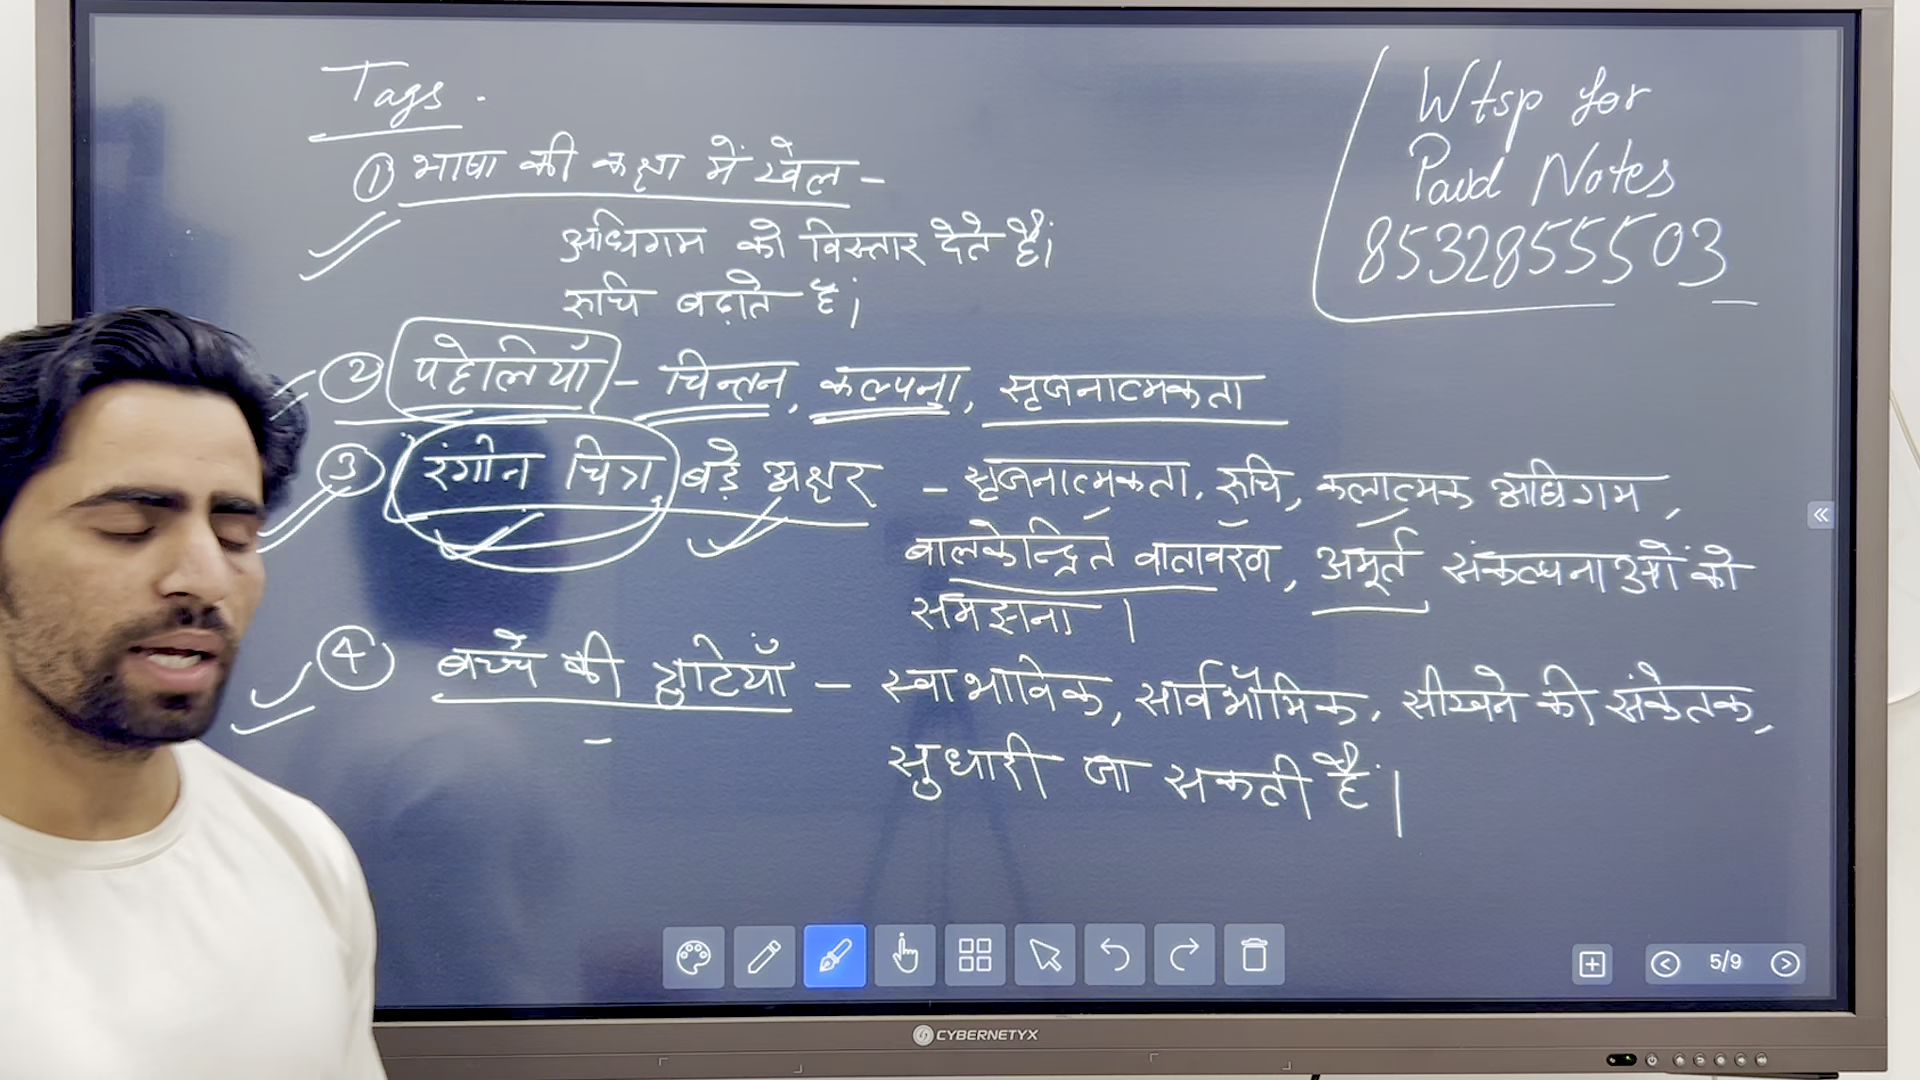 Tags.
① भाषा की कक्षा में खेल –
अधिगम को विस्तार देते हैं।
रूचि बढ़ाते हैं।
② पहेलियाँ – चिन्तन, कल्पना, सृजनात्मकता
③ रंगीन चित्र, बड़े अक्षर – सृजनात्मकता, रूचि, कलात्मक अधिगम,
बालकेन्द्रित वातावरण, अमूर्त संकल्पनाओं को
समझना।
④ बच्चे की त्रुटियाँ – स्वाभाविक, सार्वभौमिक, सीखने की संकेतक,
सुधारी जा सकती हैं।
Wtsp for
Paid Notes
8532855503
5/9
CYBERNETYX